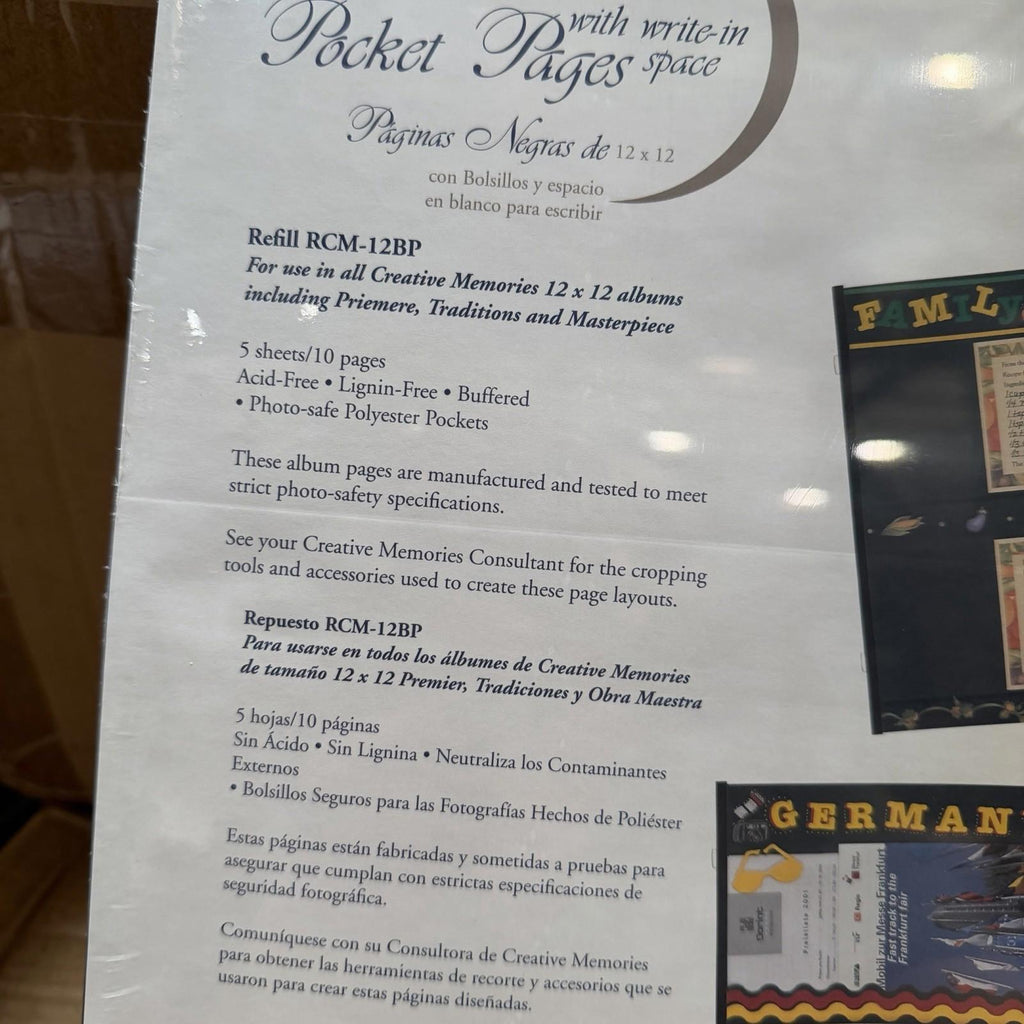 Pocket Pages with write-in
space
Páginas Negras de 12 x 12
con Bolsillos y espacio
en blanco para escribir
Refill RCM-12BP
For use in all Creative Memories 12 x 12 albums
including Priemere, Traditions and Masterpiece
5 sheets/10 pages
Acid-Free • Lignin-Free • Buffered
• Photo-safe Polyester Pockets
These album pages are manufactured and tested to meet
strict photo-safety specifications.
See your Creative Memories Consultant for the cropping
tools and accessories used to create these page layouts.
Repuesto RCM-12BP
Para usarse en todos los álbumes de Creative Memories
de tamaño 12 x 12 Premier, Tradiciones y Obra Maestra
5 hojas/10 páginas
Sin Ácido • Sin Lignina • Neutraliza los Contaminantes
Externos
• Bolsillos Seguros para las Fotografías Hechos de Poliéster
Estas páginas están fabricadas y sometidas a pruebas para
asegurar que cumplan con estrictas especificaciones de
seguridad fotográfica.
Comuníquese con su Consultora de Creative Memories
para obtener las herramientas de recorte y accesorios que se
usaron para crear estas páginas diseñadas.
FAMILY
GERMAN
Dorint
Preisliste 2001
Mobil zur Messe Frankfurt
Fast track to the
Frankfurt fair